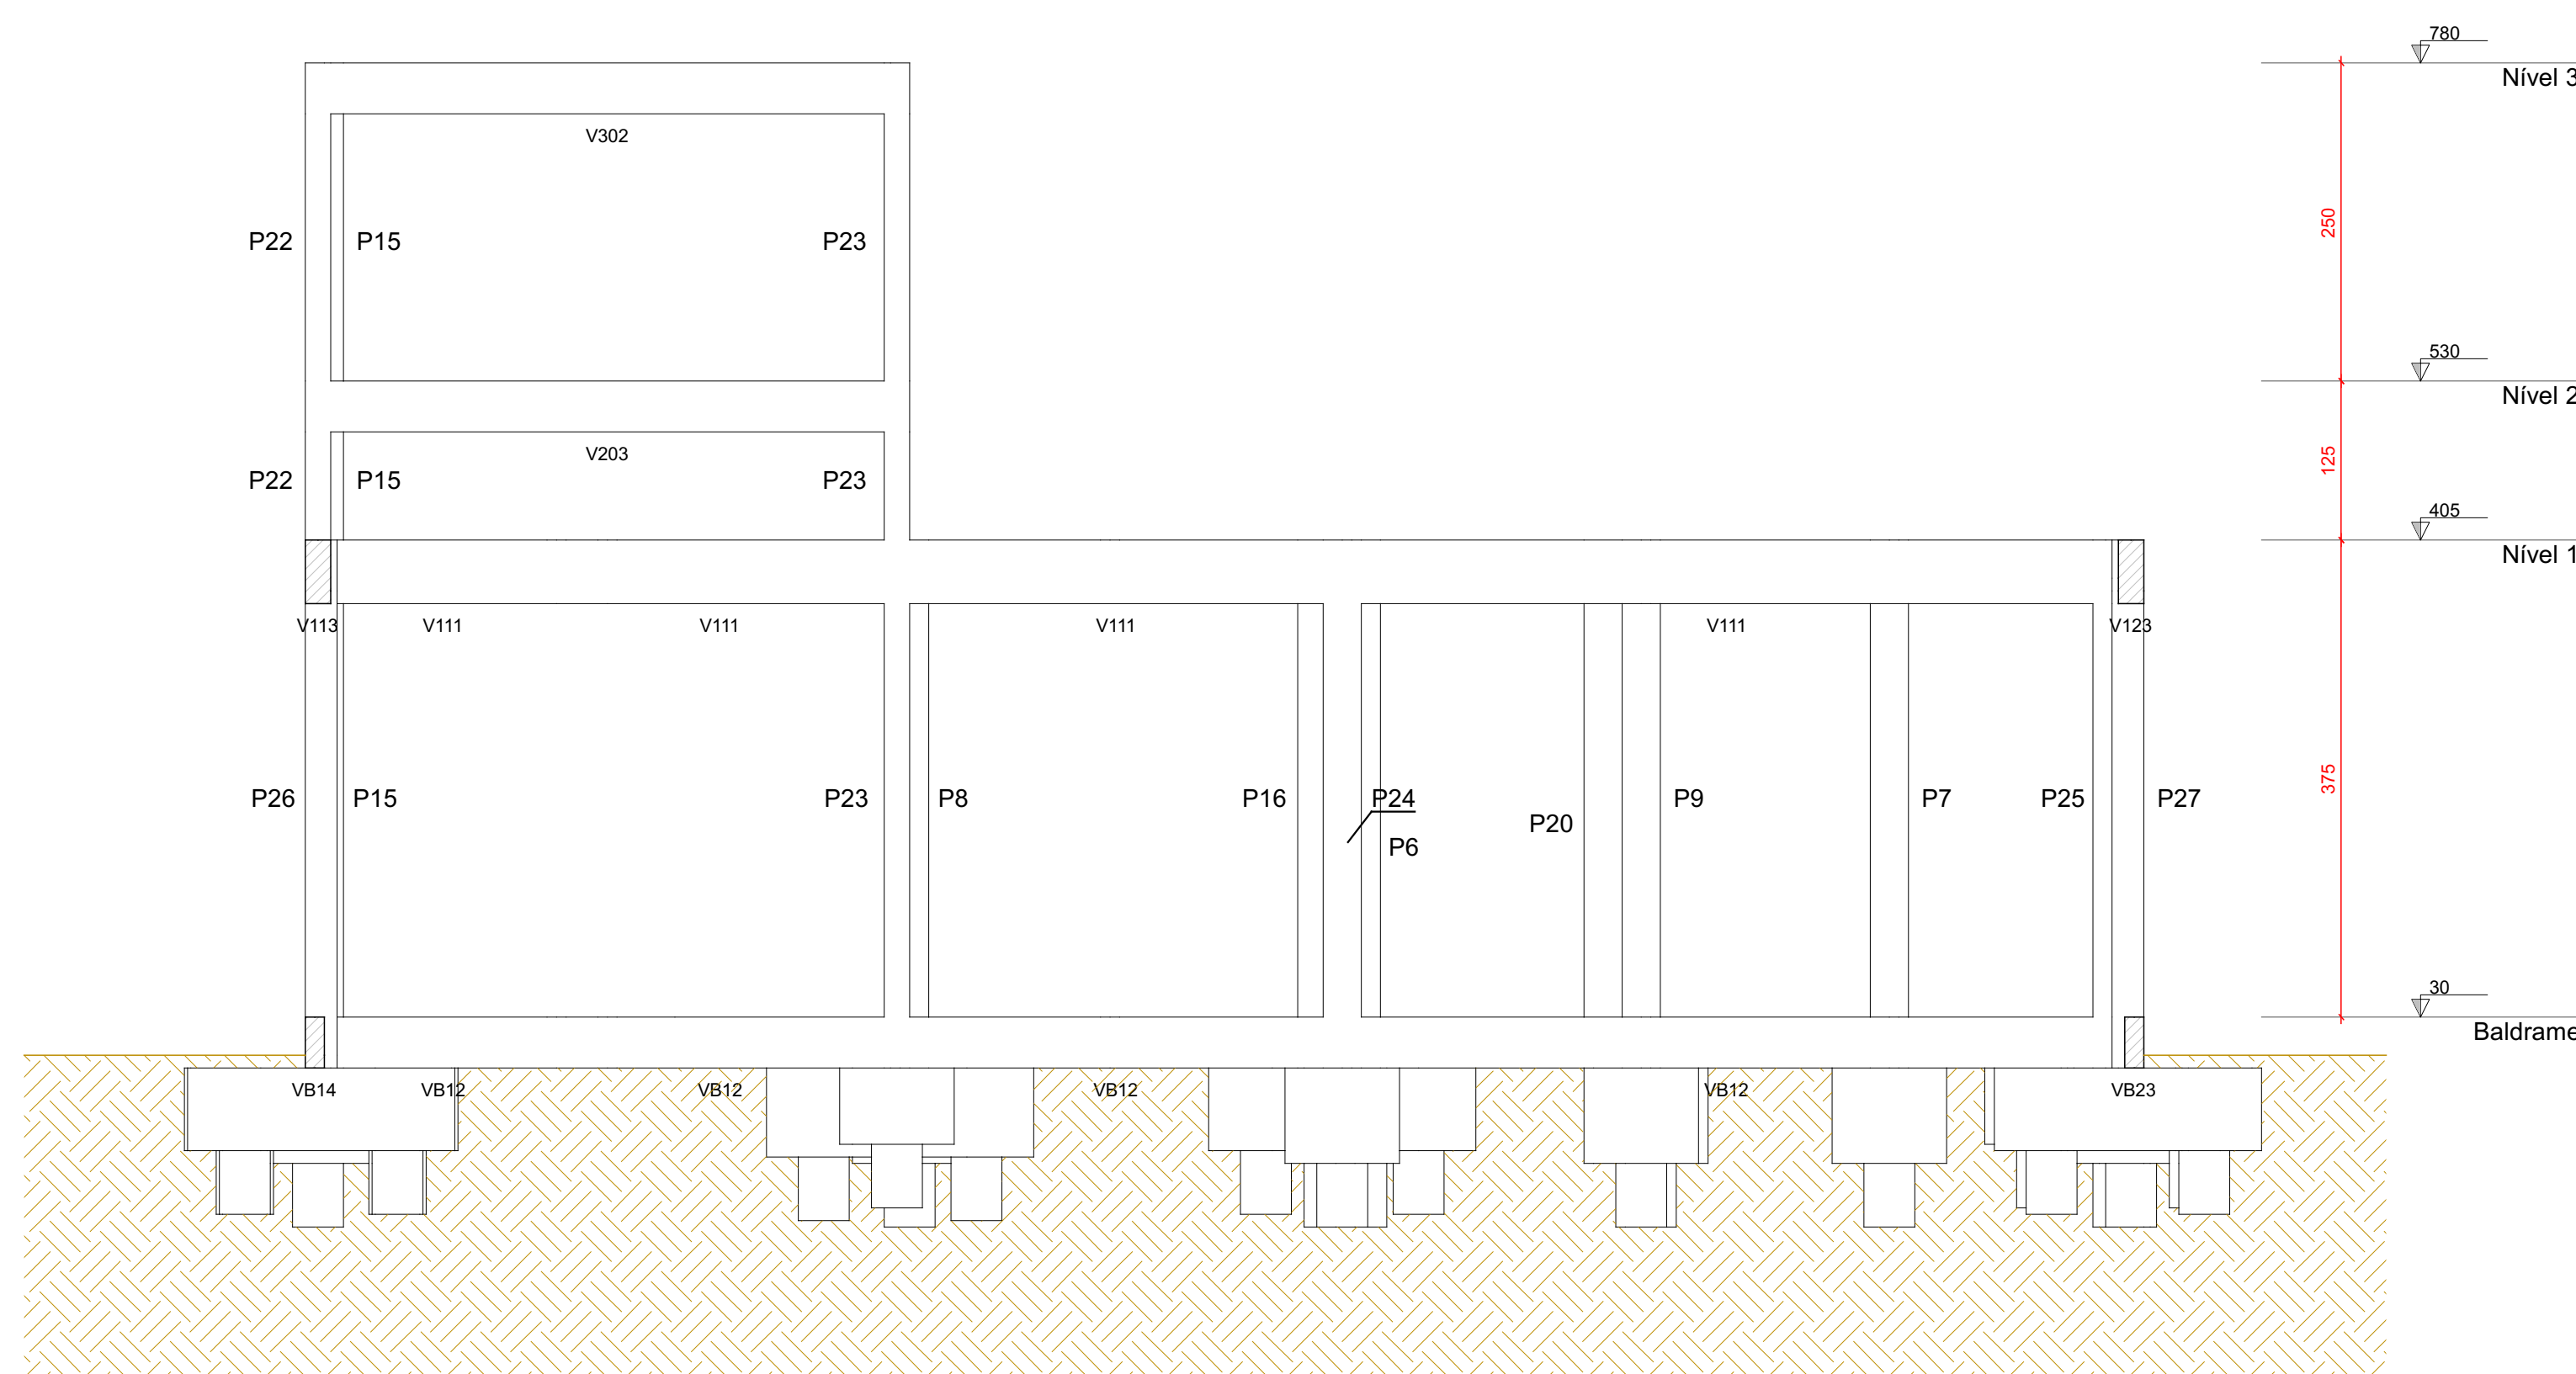 780
Nível 3
V302
P22 P15 P23
250
530
Nível 2
V203
P22 P15 P23
125
405
Nível 1
V113 V111 V111 V111 V111 V123
P26 P15 P23 P8 P16 P24 P9 P7 P25 P27
375
P20
P6
30
Baldrame
VB14 VB12 VB12 VB12 VB12 VB23